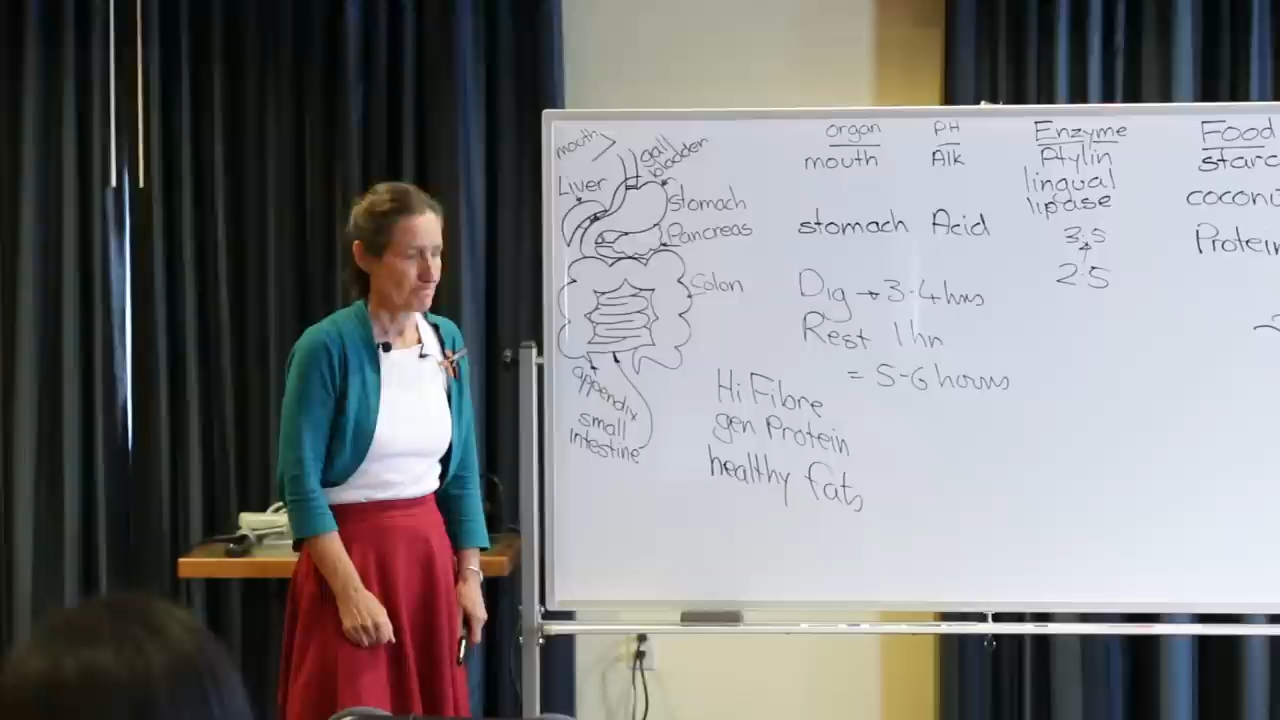 mouth
gall
bladder
Liver
stomach
Pancreas
Colon
appendix
small
intestine
organ PH Enzyme Food
mouth Alk Ptylin
lingual
lipase
stomach Acid 3.5
2.5
Protein
Dig → 3-4 hrs
Rest 1 hr
= 5-6 hours
Hi Fibre
gen Protein
healthy fats